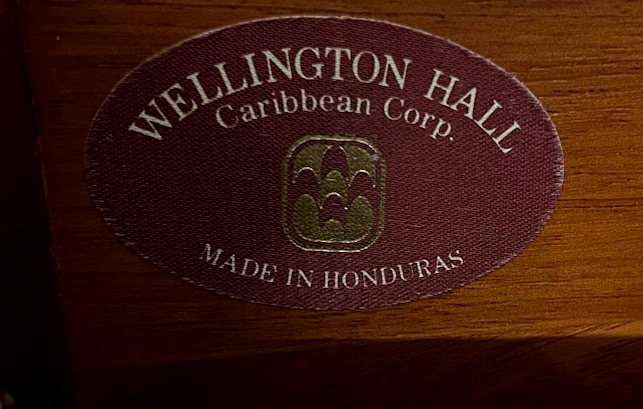 WELLINGTON HALL
Caribbean Corp.
MADE IN HONDURAS